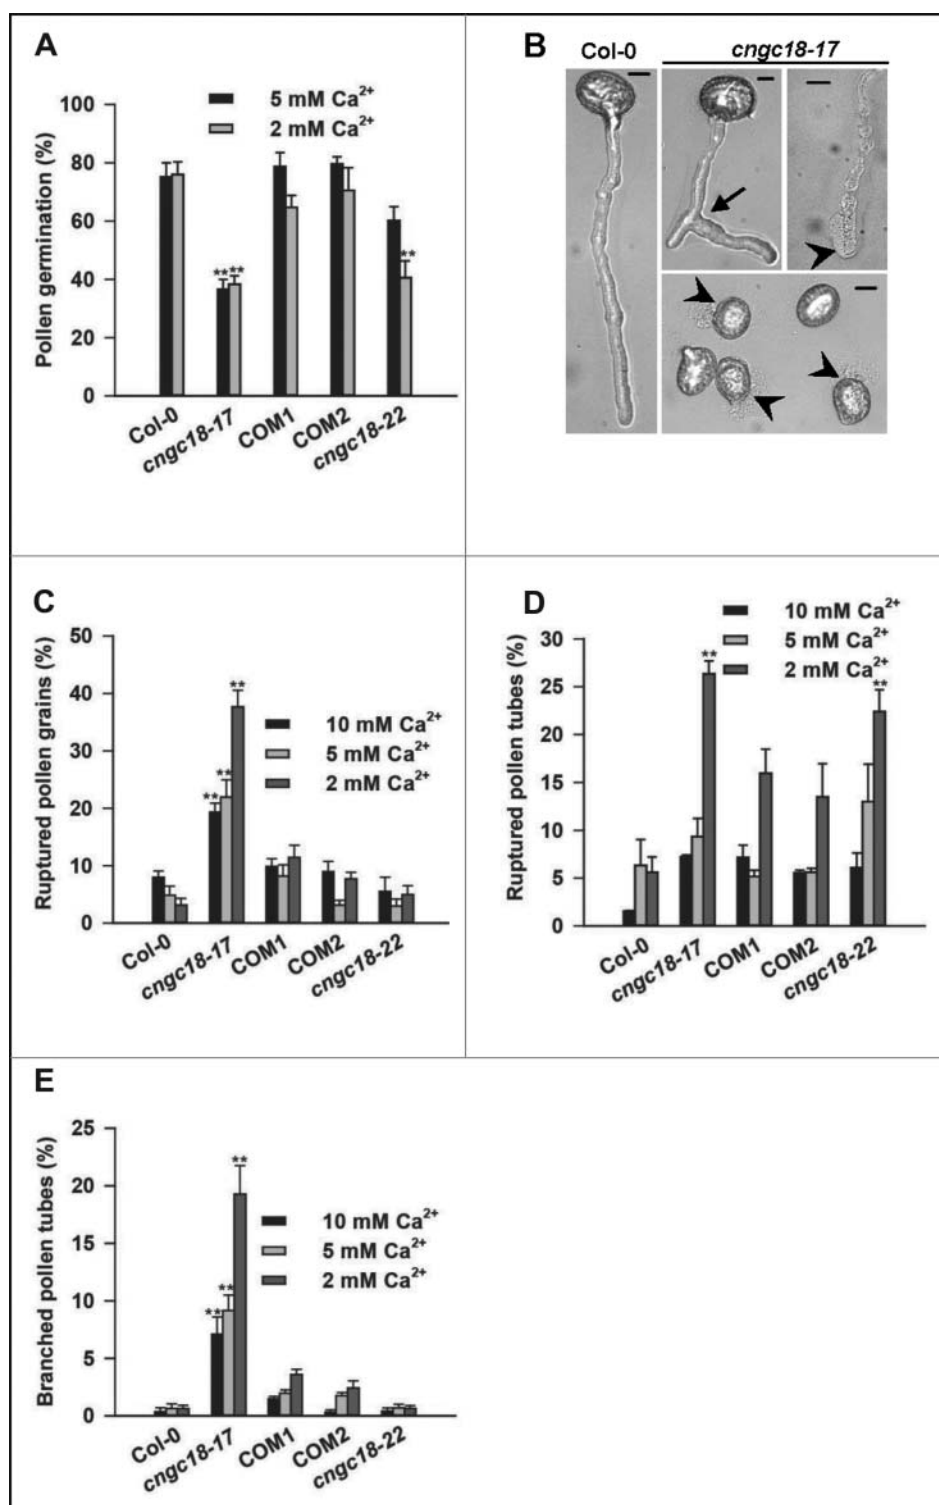 A
5 mM Ca²⁺
2 mM Ca²⁺
Pollen germination (%)
100
80
60
40
20
0
** **
**
Col-0
cngc18-17
COM1
COM2
cngc18-22
B
Col-0
cngc18-17
C
10 mM Ca²⁺
5 mM Ca²⁺
2 mM Ca²⁺
Ruptured pollen grains (%)
50
40
30
20
10
0
**
**
**
Col-0
cngc18-17
COM1
COM2
cngc18-22
D
10 mM Ca²⁺
5 mM Ca²⁺
2 mM Ca²⁺
Ruptured pollen tubes (%)
30
25
20
15
10
5
0
**
**
Col-0
cngc18-17
COM1
COM2
cngc18-22
E
10 mM Ca²⁺
5 mM Ca²⁺
2 mM Ca²⁺
Branched pollen tubes (%)
25
20
15
10
5
0
**
**
**
Col-0
cngc18-17
COM1
COM2
cngc18-22